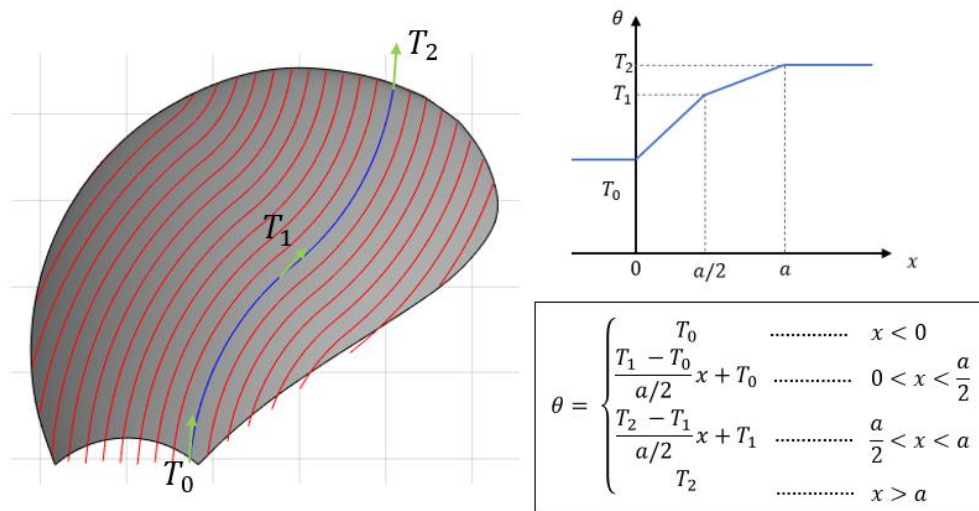 T₂
T₁
T₀
θ
T₂
T₁
T₀
0 a/2 a x
θ = { T₀ .............. x < 0
(T₁ − T₀)/(a/2) x + T₀ .............. 0 < x < a/2
(T₂ − T₁)/(a/2) x + T₁ .............. a/2 < x < a
T₂ .............. x > a